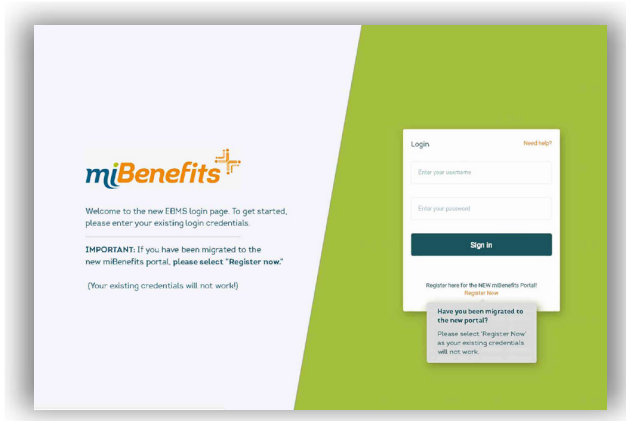 miBenefits
Welcome to the new EBMS login page. To get started,
please enter your existing login credentials.
IMPORTANT: If you have been migrated to the
new miBenefits portal, please select "Register now."
(Your existing credentials will not work!)
Login
Need help?
Enter your username
Enter your password
Sign in
Register here for the NEW miBenefits Portal!
Register Now
Have you been migrated to
the new portal?
Please select 'Register Now'
as your existing credentials
will not work.